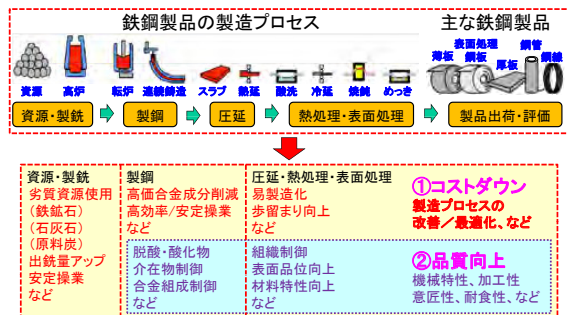 鉄鋼製品の製造プロセス
主な鉄鋼製品
資源
高炉
転炉
連続鋳造
スラブ
熱延
酸洗
冷延
焼鈍
めっき
薄板
表面処理
鋼板
厚板
鋼管
鋼線
資源・製銑
製鋼
圧延
熱処理・表面処理
製品出荷・評価
資源・製銑
劣質資源使用
(鉄鉱石)
(石灰石)
(原料炭)
出銑量アップ
安定操業
など
製鋼
高価合金成分削減
高効率/安定操業
など
脱酸・酸化物
介在物制御
合金組成制御
など
圧延・熱処理・表面処理
易製造化
歩留まり向上
など
組織制御
表面品位向上
材料特性向上
など
①コストダウン
製造プロセスの
改善/最適化、など
②品質向上
機械特性、加工性
意匠性、耐食性、など